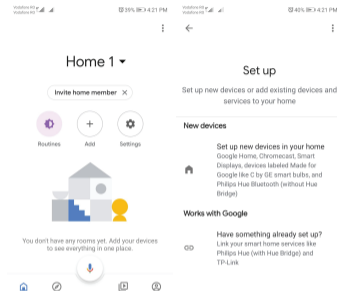 39% 4:21 PM
Home 1
Invite home member
Routines
Add
Settings
You don't have any rooms yet. Add your devices
to see everything in one place.
40% 4:21 PM
Set up
Set up new devices or add existing devices and
services to your home
New devices
Set up new devices in your home
Google Home, Chromecast, Smart
Displays, devices labeled Made for
Google like C by GE smart bulbs, and
Philips Hue Bluetooth (without Hue
Bridge)
Works with Google
Have something already set up?
Link your smart home services like
Philips Hue (with Hue Bridge) and
TP-Link